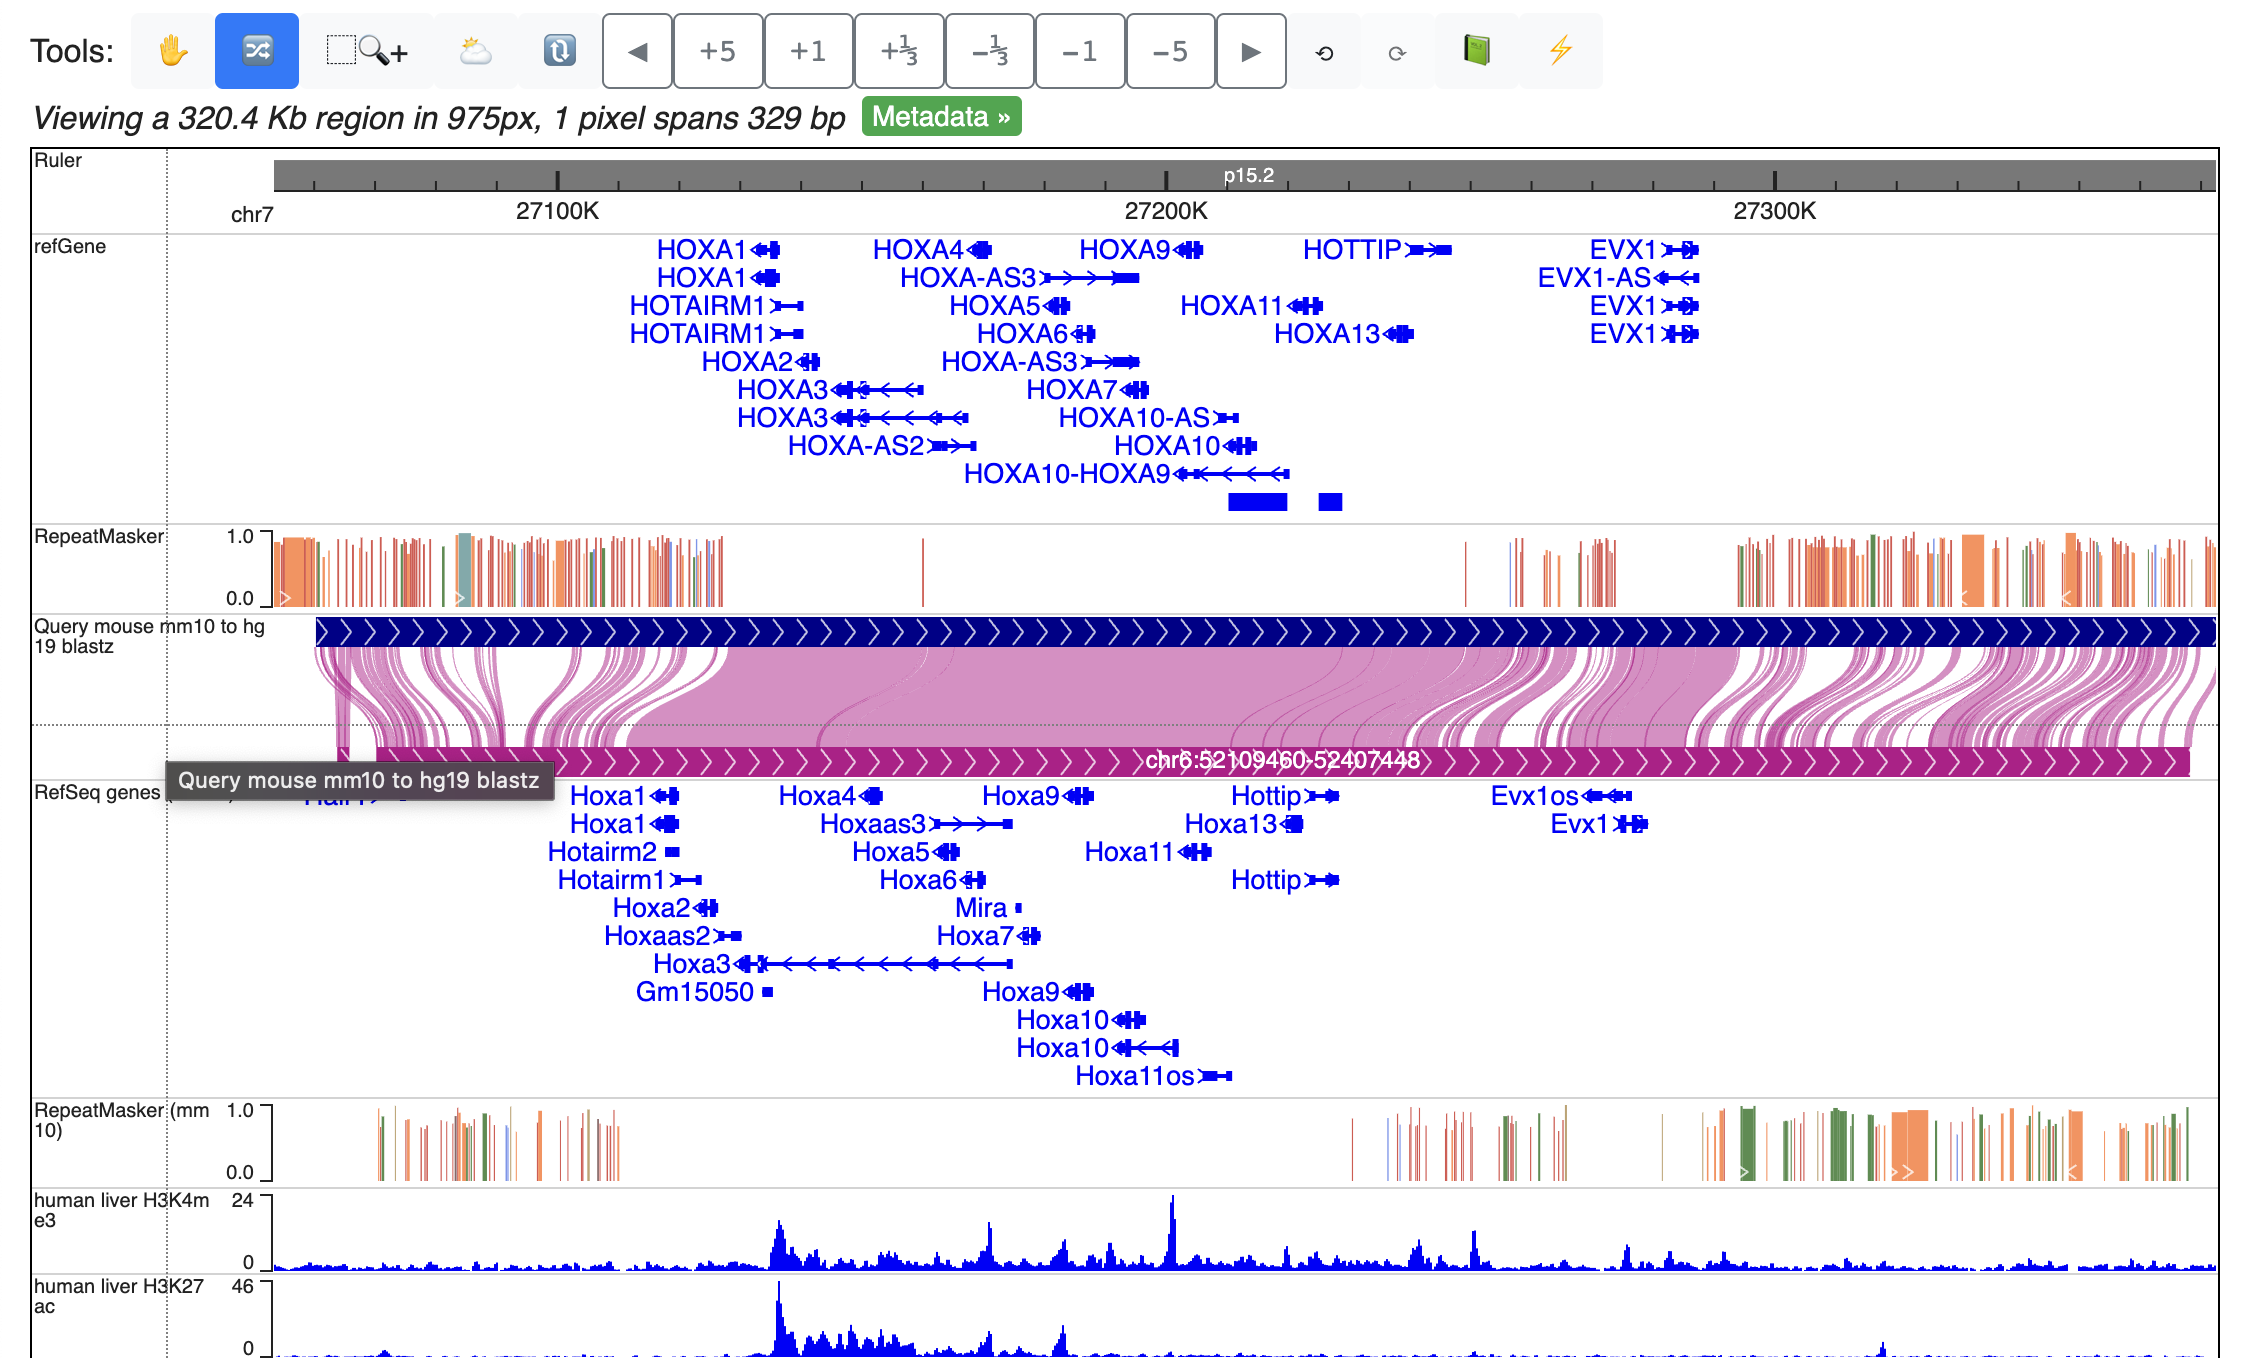 Tools: + +5 +1 +⅓ −⅓ −1 −5
Viewing a 320.4 Kb region in 975px, 1 pixel spans 329 bp Metadata »
Ruler
p15.2
chr7 27100K 27200K 27300K
refGene
HOXA1 HOXA4 HOXA9 HOTTIP EVX1
HOXA1 HOXA-AS3 EVX1-AS
HOTAIRM1 HOXA5 HOXA11 EVX1
HOTAIRM1 HOXA6 HOXA13 EVX1
HOXA2 HOXA-AS3
HOXA3 HOXA7
HOXA3 HOXA10-AS
HOXA-AS2 HOXA10
HOXA10-HOXA9
RepeatMasker 1.0
0.0
Query mouse mm10 to hg
19 blastz
chr6:52109460-52407448
Query mouse mm10 to hg19 blastz
RefSeq genes
Hoxa1 Hoxa4 Hoxa9 Hottip Evx1os
Hoxa1 Hoxaas3 Hoxa13 Evx1
Hotairm2 Hoxa5 Hoxa11
Hotairm1 Hoxa6 Hottip
Hoxa2 Mira
Hoxaas2 Hoxa7
Hoxa3
Gm15050 Hoxa9
Hoxa10
Hoxa10
Hoxa11os
RepeatMasker (mm 1.0
10)
0.0
human liver H3K4m 24
e3
0
human liver H3K27 46
ac
0